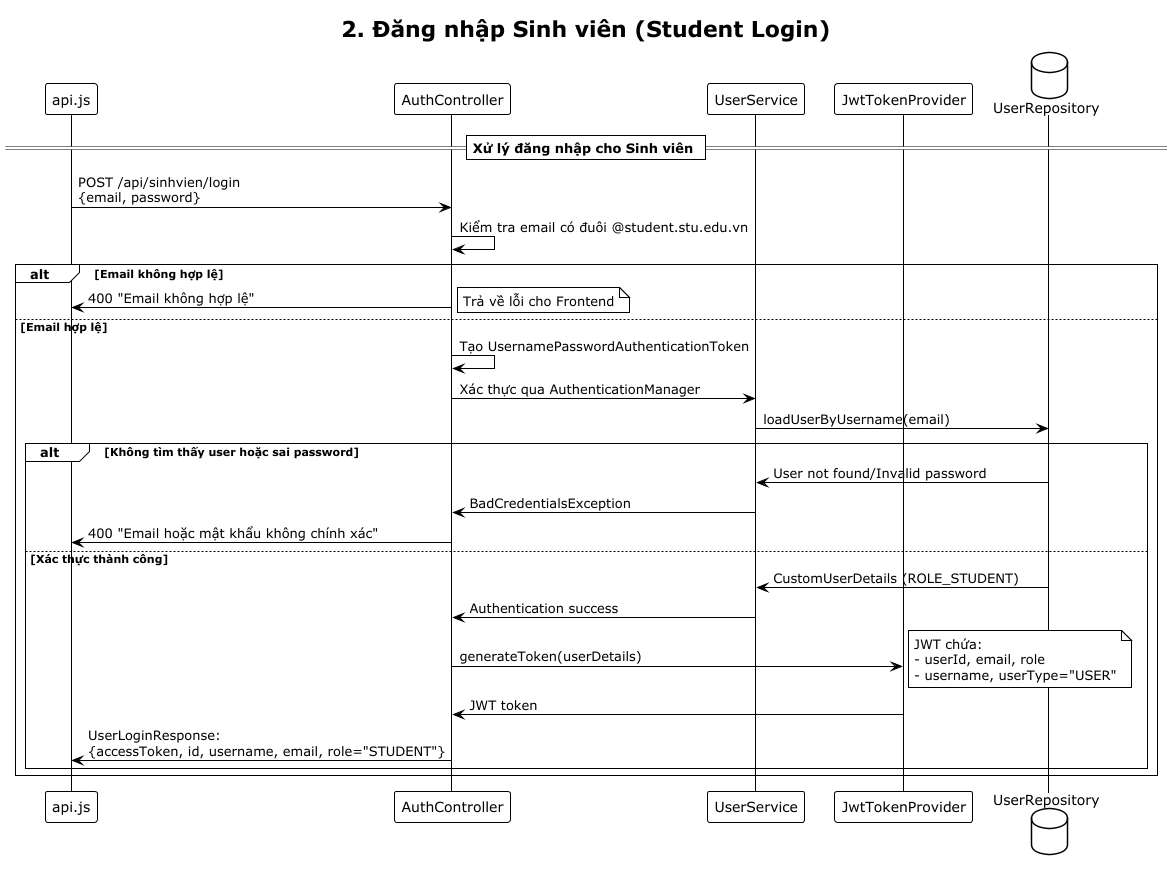 2. Đăng nhập Sinh viên (Student Login)
api.js
AuthController
UserService
JwtTokenProvider
UserRepository
Xử lý đăng nhập cho Sinh viên
POST /api/sinhvien/login
{email, password}
Kiểm tra email có đuôi @student.stu.edu.vn
alt
[Email không hợp lệ]
400 "Email không hợp lệ"
Trả về lỗi cho Frontend
[Email hợp lệ]
Tạo UsernamePasswordAuthenticationToken
Xác thực qua AuthenticationManager
loadUserByUsername(email)
alt
[Không tìm thấy user hoặc sai password]
User not found/Invalid password
BadCredentialsException
400 "Email hoặc mật khẩu không chính xác"
[Xác thực thành công]
CustomUserDetails (ROLE_STUDENT)
Authentication success
generateToken(userDetails)
JWT chứa:
- userId, email, role
- username, userType="USER"
JWT token
UserLoginResponse:
{accessToken, id, username, email, role="STUDENT"}
api.js
AuthController
UserService
JwtTokenProvider
UserRepository